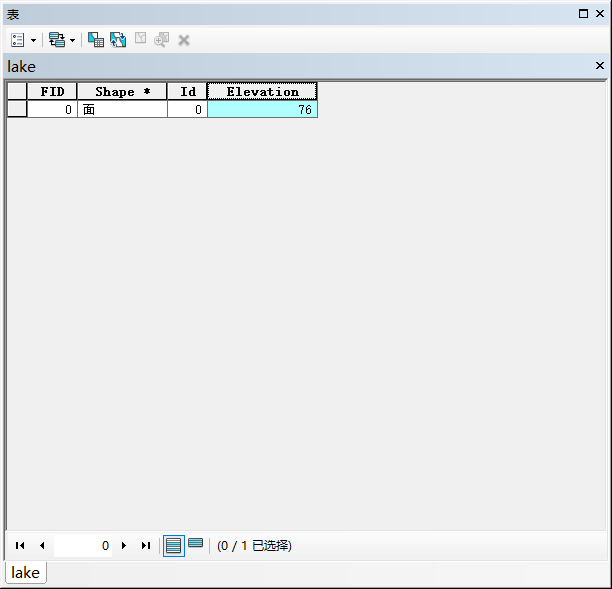 表
lake
FID Shape * Id Elevation
0 面 0 76
0 (0 / 1 已选择)
lake